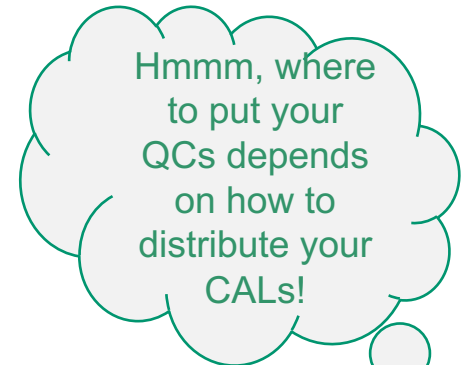 Hmmm, where
to put your
QCs depends
on how to
distribute your
CALs!